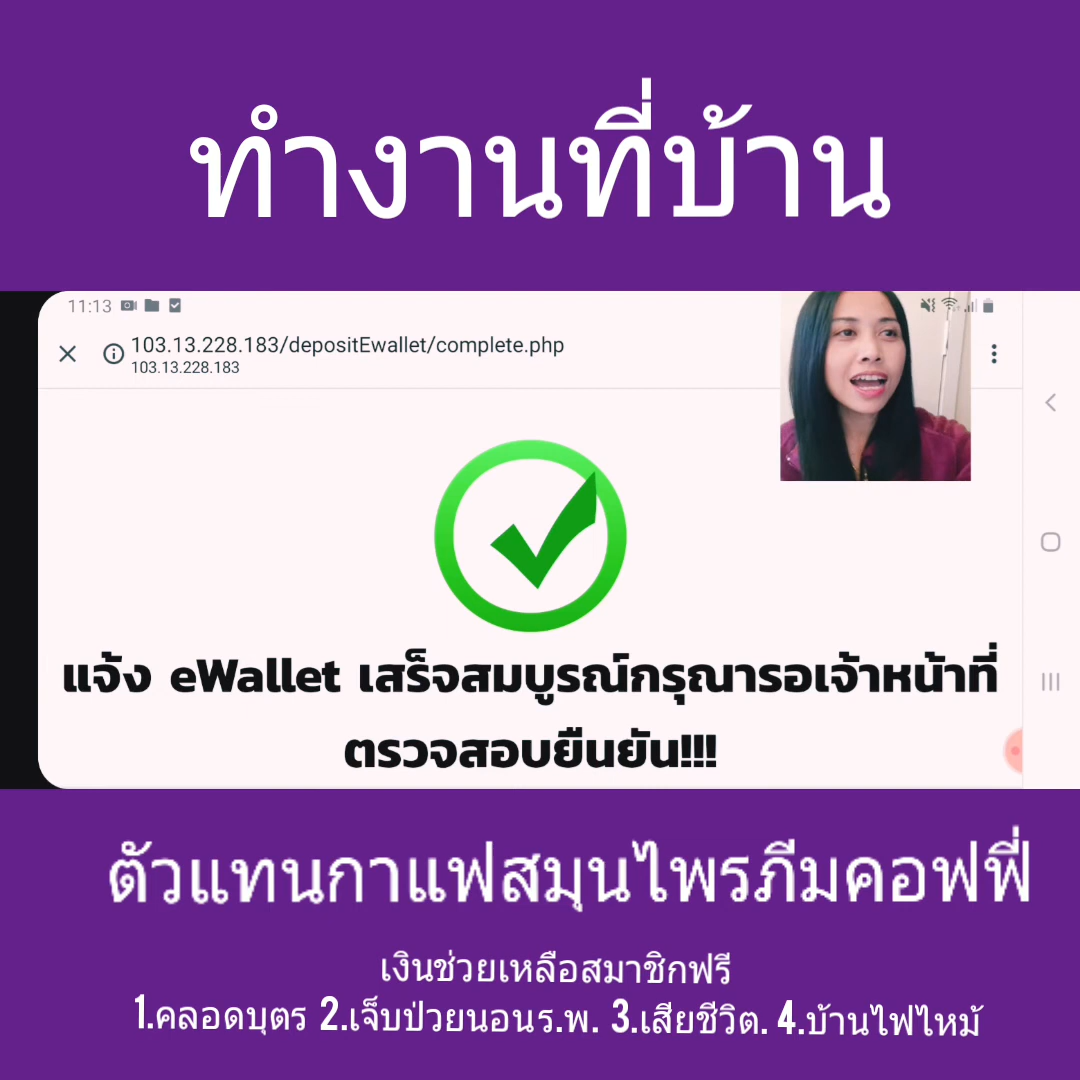 ทำงานที่บ้าน
11:13
103.13.228.183/depositEwallet/complete.php
103.13.228.183
แจ้ง eWallet เสร็จสมบูรณ์กรุณารอเจ้าหน้าที่
ตรวจสอบยืนยัน!!!
ตัวแทนกาแฟสมุนไพรภีมคอฟฟี่
เงินช่วยเหลือสมาชิกฟรี
1.คลอดบุตร 2.เจ็บป่วยนอนร.พ. 3.เสียชีวิต. 4.บ้านไฟไหม้